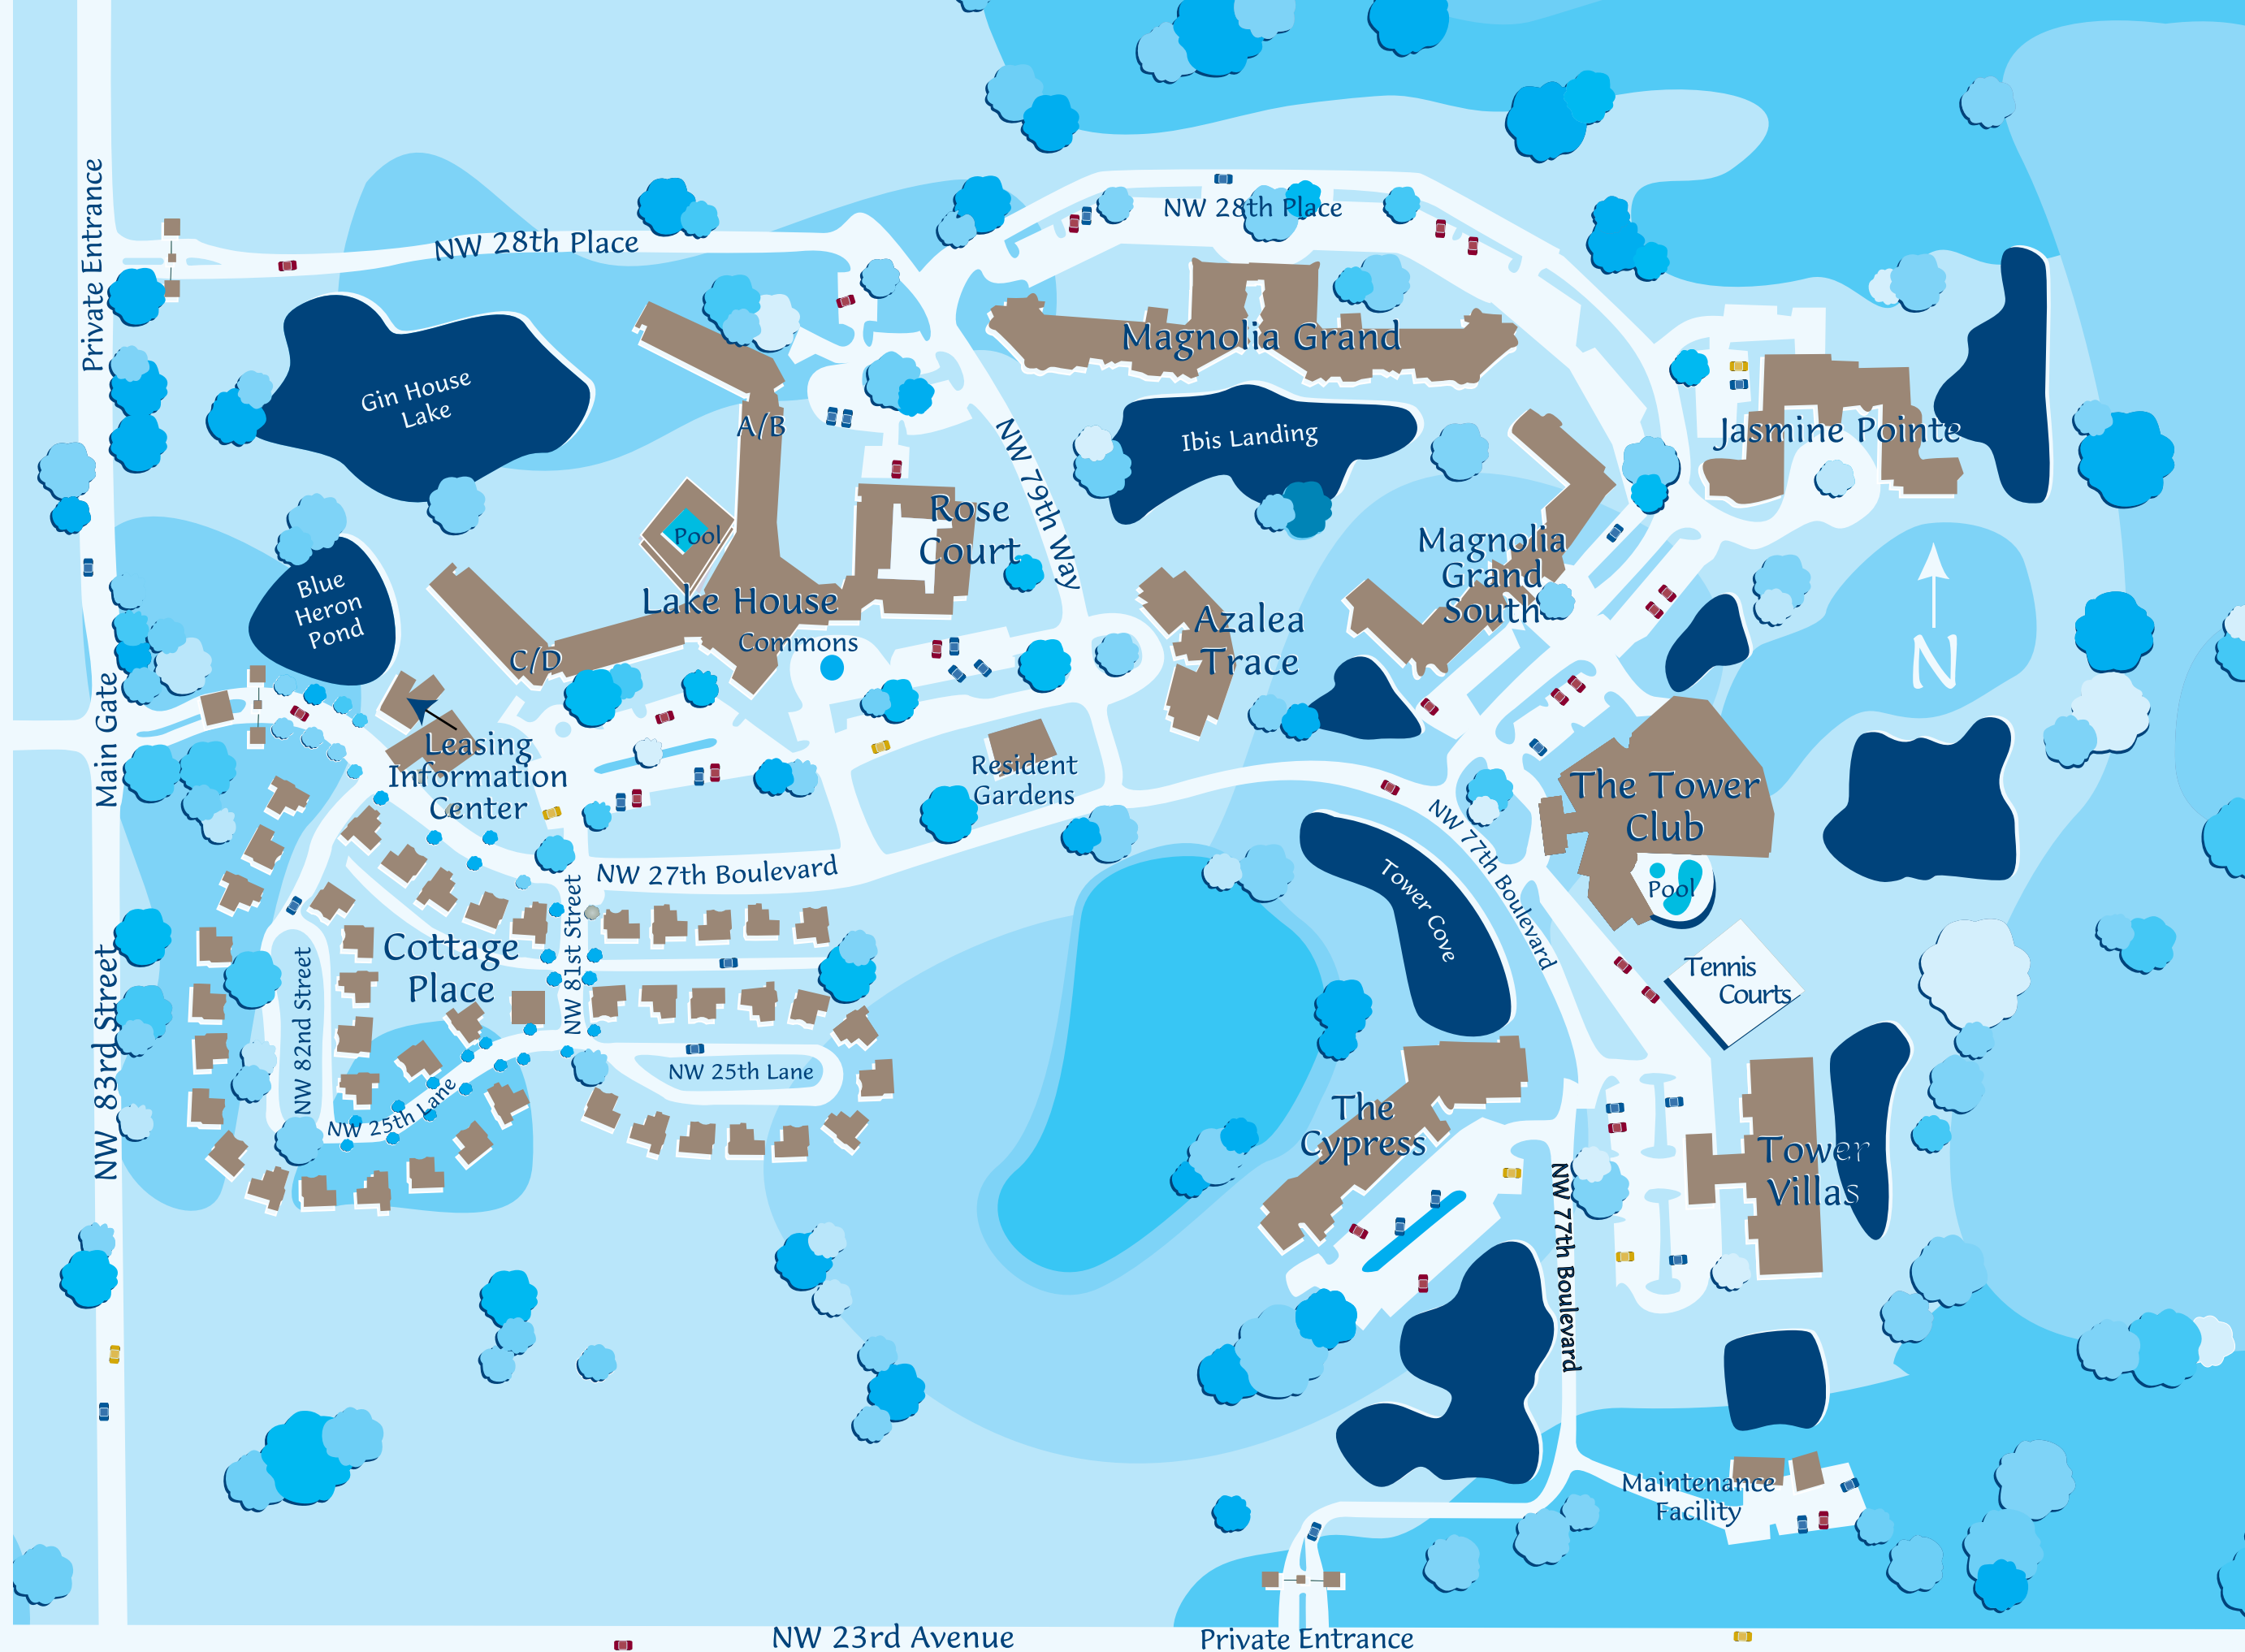 Private Entrance
NW 28th Place
NW 28th Place
Gin House
Lake
Magnolia Grand
A/B
Ibis Landing
Jasmine Pointe
NW 79th Way
Rose
Court
Pool
Magnolia
Grand
South
Blue
Heron
Pond
Lake House
Commons
C/D
Azalea
Trace
N
Main Gate
Leasing
Information
Center
Resident
Gardens
The Tower
Club
Pool
NW 77th Boulevard
Tower Cove
NW 27th Boulevard
NW 81st Street
Cottage
Place
NW 82nd Street
NW 83rd Street
Tennis
Courts
NW 25th Lane
NW 25th Lane
The
Cypress
Tower
Villas
NW 77th Boulevard
Maintenance
Facility
NW 23rd Avenue
Private Entrance